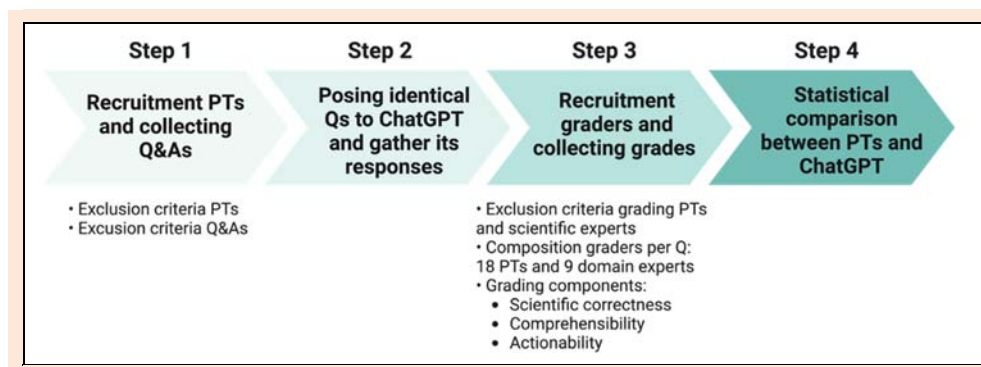 Step 1
Recruitment PTs
and collecting
Q&As
• Exclusion criteria PTs
• Excusion criteria Q&As
Step 2
Posing identical
Qs to ChatGPT
and gather its
responses
Step 3
Recruitment
graders and
collecting grades
• Exclusion criteria grading PTs
and scientific experts
• Composition graders per Q:
18 PTs and 9 domain experts
• Grading components:
• Scientific correctness
• Comprehensibility
• Actionability
Step 4
Statistical
comparison
between PTs and
ChatGPT